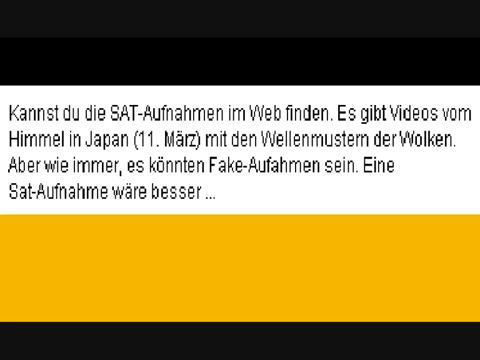 Kannst du die SAT-Aufnahmen im Web finden. Es gibt Videos vom
Himmel in Japan (11. März) mit den Wellenmustern der Wolken.
Aber wie immer, es könnten Fake-Aufahmen sein. Eine
Sat-Aufnahme wäre besser ...